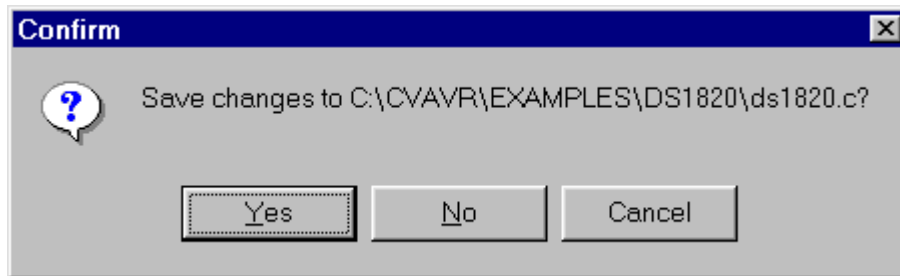 Confirm
Save changes to C:\CVAVR\EXAMPLES\DS1820\ds1820.c?
Yes No Cancel